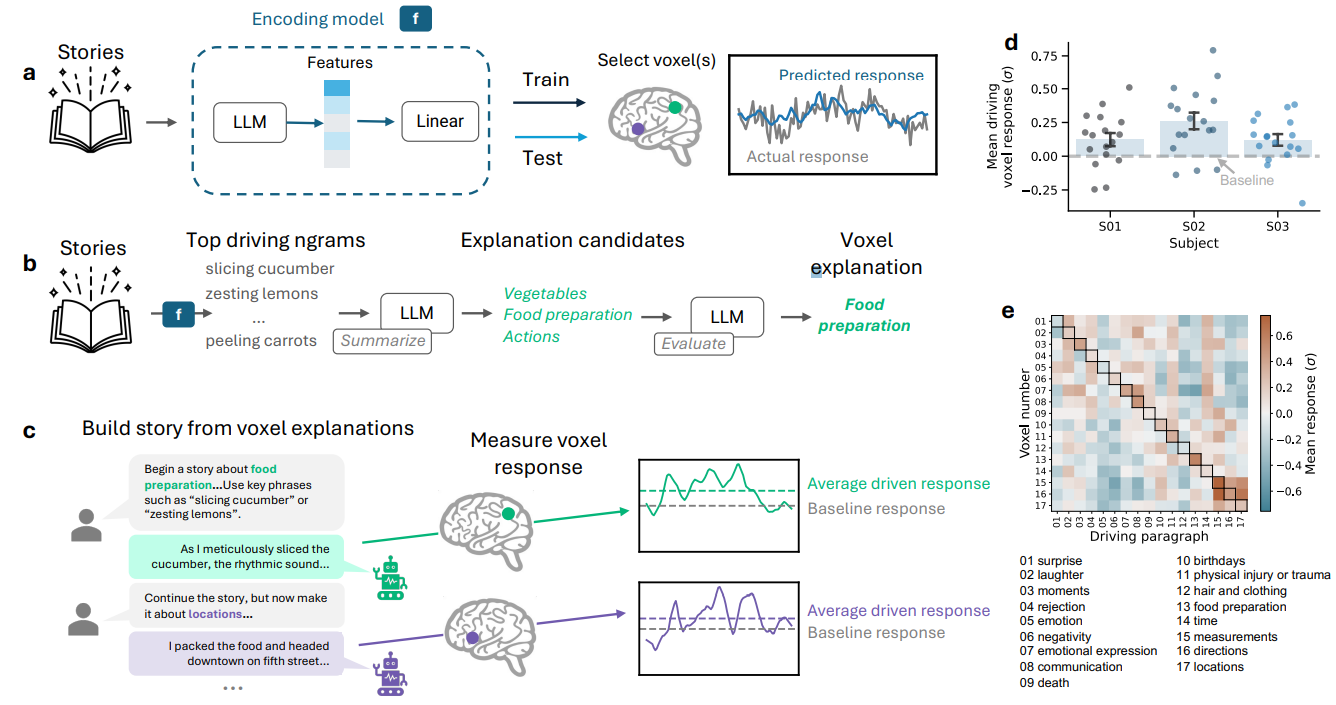 a
Stories
Encoding model f
Features
LLM
Linear
Train
Test
Select voxel(s)
Predicted response
Actual response
b
Stories
f
Top driving ngrams
slicing cucumber
zesting lemons
...
peeling carrots
LLM
Summarize
Explanation candidates
Vegetables
Food preparation
Actions
LLM
Evaluate
Voxel
explanation
Food
preparation
c
Build story from voxel explanations
Begin a story about food
preparation...Use key phrases
such as “slicing cucumber” or
“zesting lemons”.
As I meticulously sliced the
cucumber, the rhythmic sound...
Continue the story, but now make
it about locations...
I packed the food and headed
downtown on fifth street...
...
Measure voxel
response
Average driven response
Baseline response
Average driven response
Baseline response
d
Mean driving
voxel response (σ)
0.75
0.50
0.25
0.00
−0.25
Baseline
S01 S02 S03
Subject
e
Voxel number
01
02
03
04
05
06
07
08
09
10
11
12
13
14
15
16
17
01 02 03 04 05 06 07 08 09 10 11 12 13 14 15 16 17
Driving paragraph
0.6
0.4
0.2
0.0
−0.2
−0.4
−0.6
Mean response (σ)
01 surprise
02 laughter
03 moments
04 rejection
05 emotion
06 negativity
07 emotional expression
08 communication
09 death
10 birthdays
11 physical injury or trauma
12 hair and clothing
13 food preparation
14 time
15 measurements
16 directions
17 locations